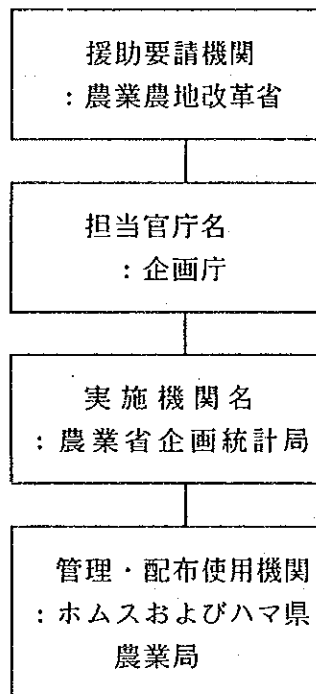 援助要請機関
：農業農地改革省
担当官庁名
：企画庁
実施機関名
：農業省企画統計局
管理・配布使用機関
：ホムスおよびハマ県
農業局